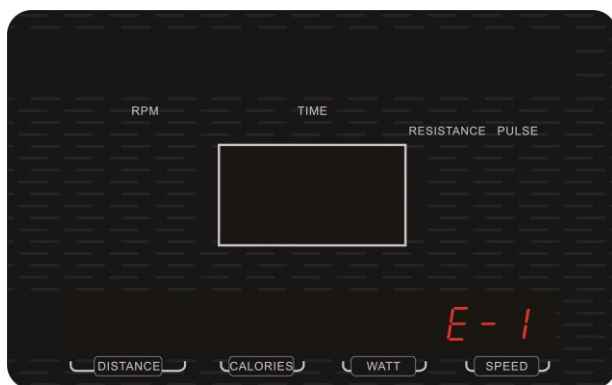 RPM TIME
RESISTANCE PULSE
E-1
DISTANCE CALORIES WATT SPEED